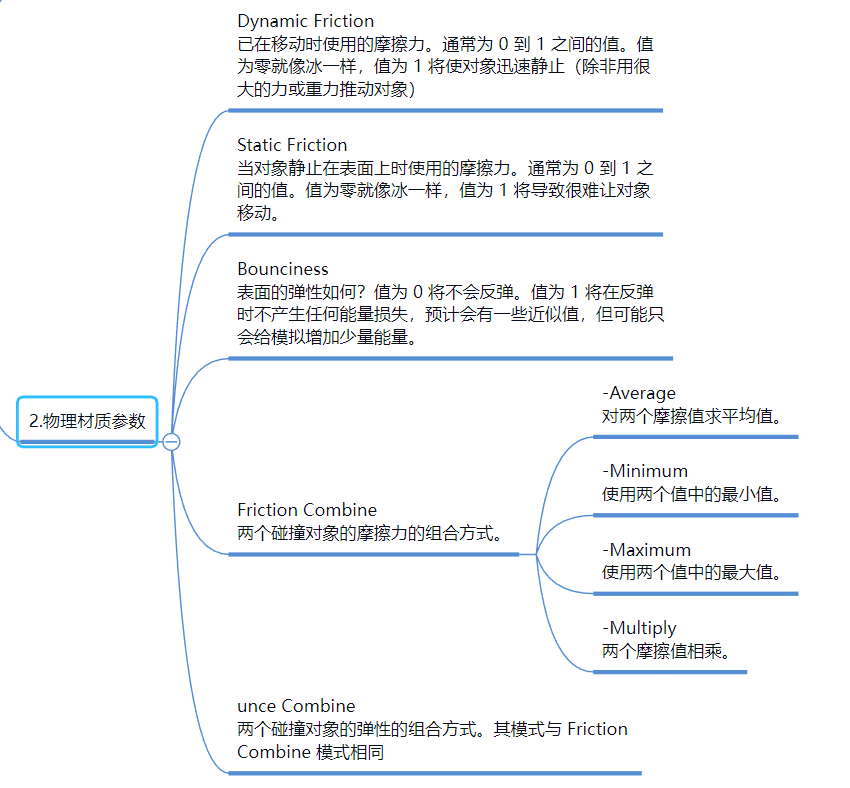 Dynamic Friction
已在移动时使用的摩擦力。通常为 0 到 1 之间的值。值
为零就像冰一样，值为 1 将使对象迅速静止（除非用很
大的力或重力推动对象）
Static Friction
当对象静止在表面上时使用的摩擦力。通常为 0 到 1 之
间的值。值为零就像冰一样，值为 1 将导致很难让对象
移动。
Bounciness
表面的弹性如何？值为 0 将不会反弹。值为 1 将在反弹
时不产生任何能量损失，预计会有一些近似值，但可能只
会给模拟增加少量能量。
2.物理材质参数
Friction Combine
两个碰撞对象的摩擦力的组合方式。
-Average
对两个摩擦值求平均值。
-Minimum
使用两个值中的最小值。
-Maximum
使用两个值中的最大值。
-Multiply
两个摩擦值相乘。
unce Combine
两个碰撞对象的弹性的组合方式。其模式与 Friction
Combine 模式相同